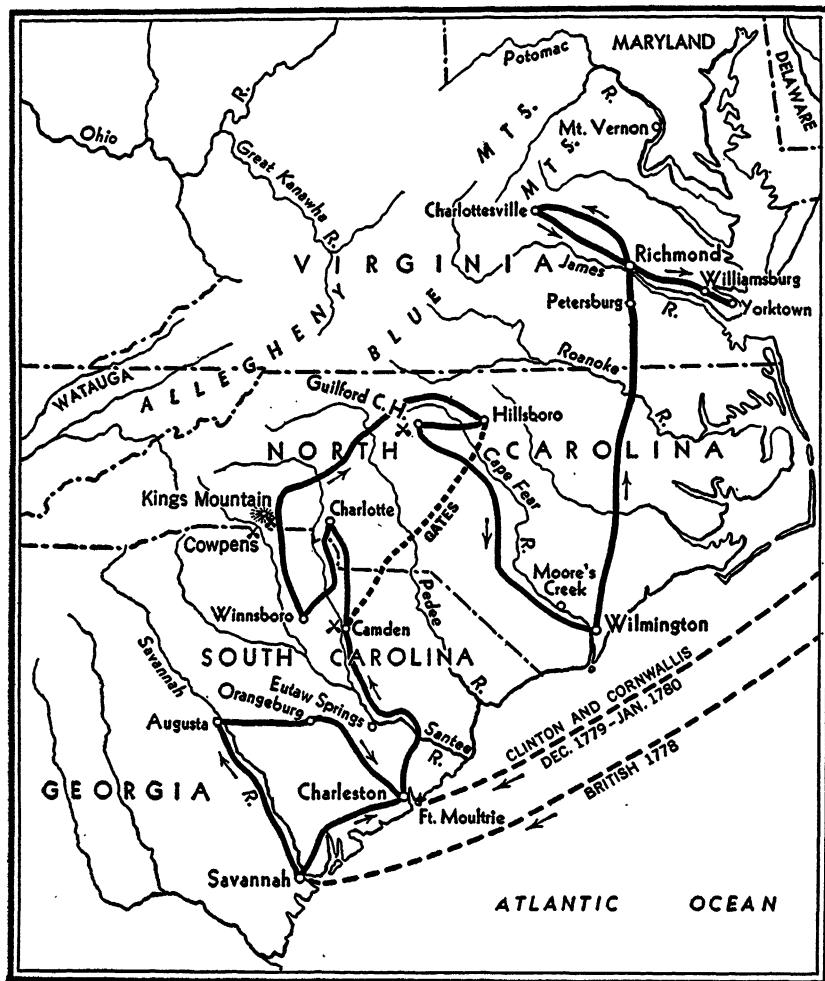 MARYLAND
Potomac
R.
DELAWARE
Ohio
R.
Mt. Vernon
Great Kanawha
R.
MTS.
MTS.
Charlottesville
VIRGINIA
Richmond
James
R.
Williamsburg
Petersburg
Yorktown
ALLEGHENY
BLUE
Roanoke
R.
WATAUGA
Guilford C.H.
Hillsboro
NORTH CAROLINA
Cape Fear
R.
Kings Mountain
Charlotte
GATES
Cowpens
Moore's
Creek
Pedee
R.
Winnsboro
Camden
Wilmington
SOUTH CAROLINA
Savannah
R.
Eutaw Springs
Orangeburg
Augusta
Santee
R.
CLINTON AND CORNWALLIS
DEC. 1779-JAN. 1780
BRITISH 1778
GEORGIA
Charleston
Ft. Moultrie
Savannah
ATLANTIC OCEAN